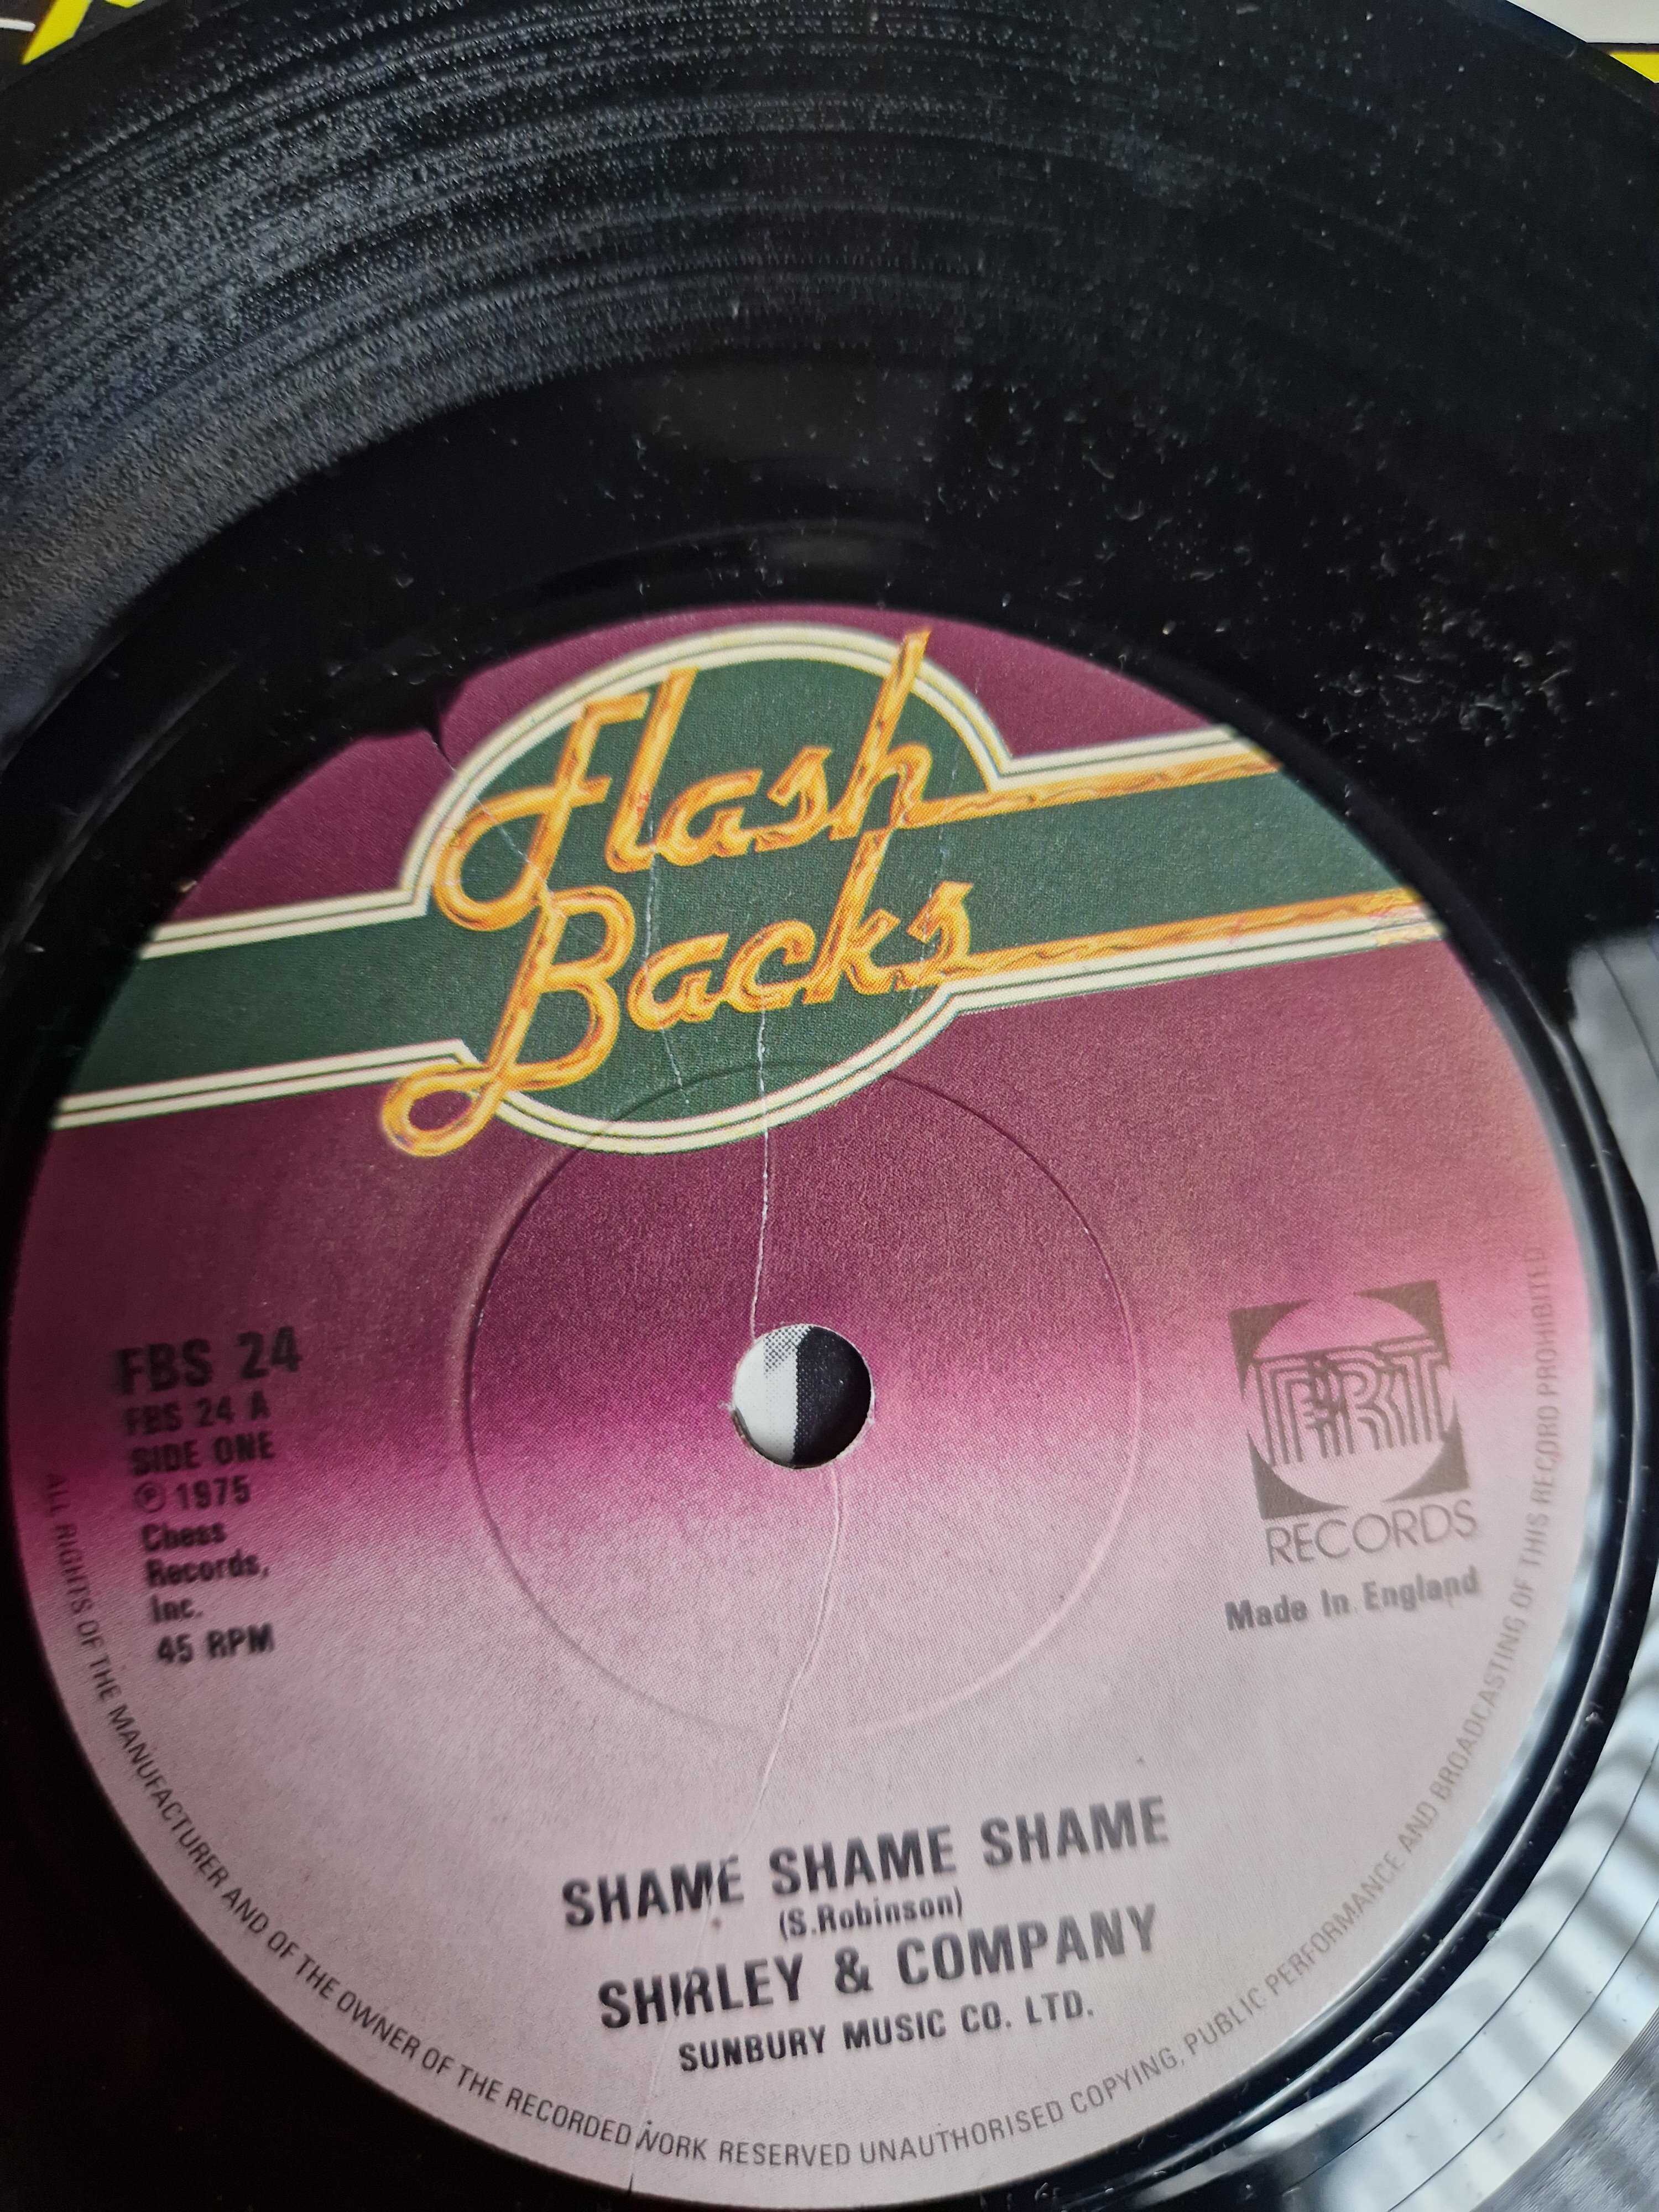 Flash
Backs
FBS 24
FBS 24 A
SIDE ONE
℗ 1975
Chess
Records,
Inc.
45 RPM
PRT
RECORDS
Made In England
SHAME SHAME SHAME
(S.Robinson)
SHIRLEY & COMPANY
SUNBURY MUSIC CO. LTD.
ALL RIGHTS OF THE MANUFACTURER AND OF THE OWNER OF THE RECORDED WORK RESERVED UNAUTHORISED COPYING, PUBLIC PERFORMANCE AND BROADCASTING OF THIS RECORD PROHIBITED